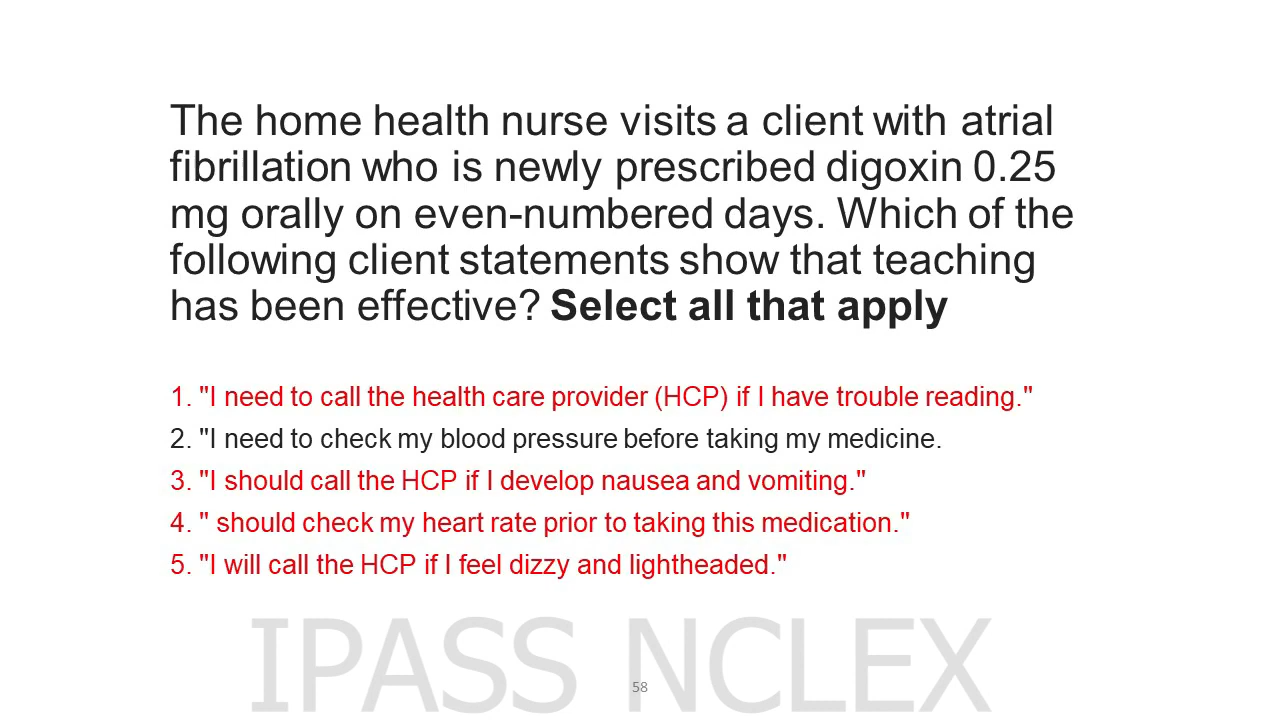 The home health nurse visits a client with atrial
fibrillation who is newly prescribed digoxin 0.25
mg orally on even-numbered days. Which of the
following client statements show that teaching
has been effective? Select all that apply
1. "I need to call the health care provider (HCP) if I have trouble reading."
2. "I need to check my blood pressure before taking my medicine.
3. "I should call the HCP if I develop nausea and vomiting."
4. " should check my heart rate prior to taking this medication."
5. "I will call the HCP if I feel dizzy and lightheaded."
IPASS NCLEX
58